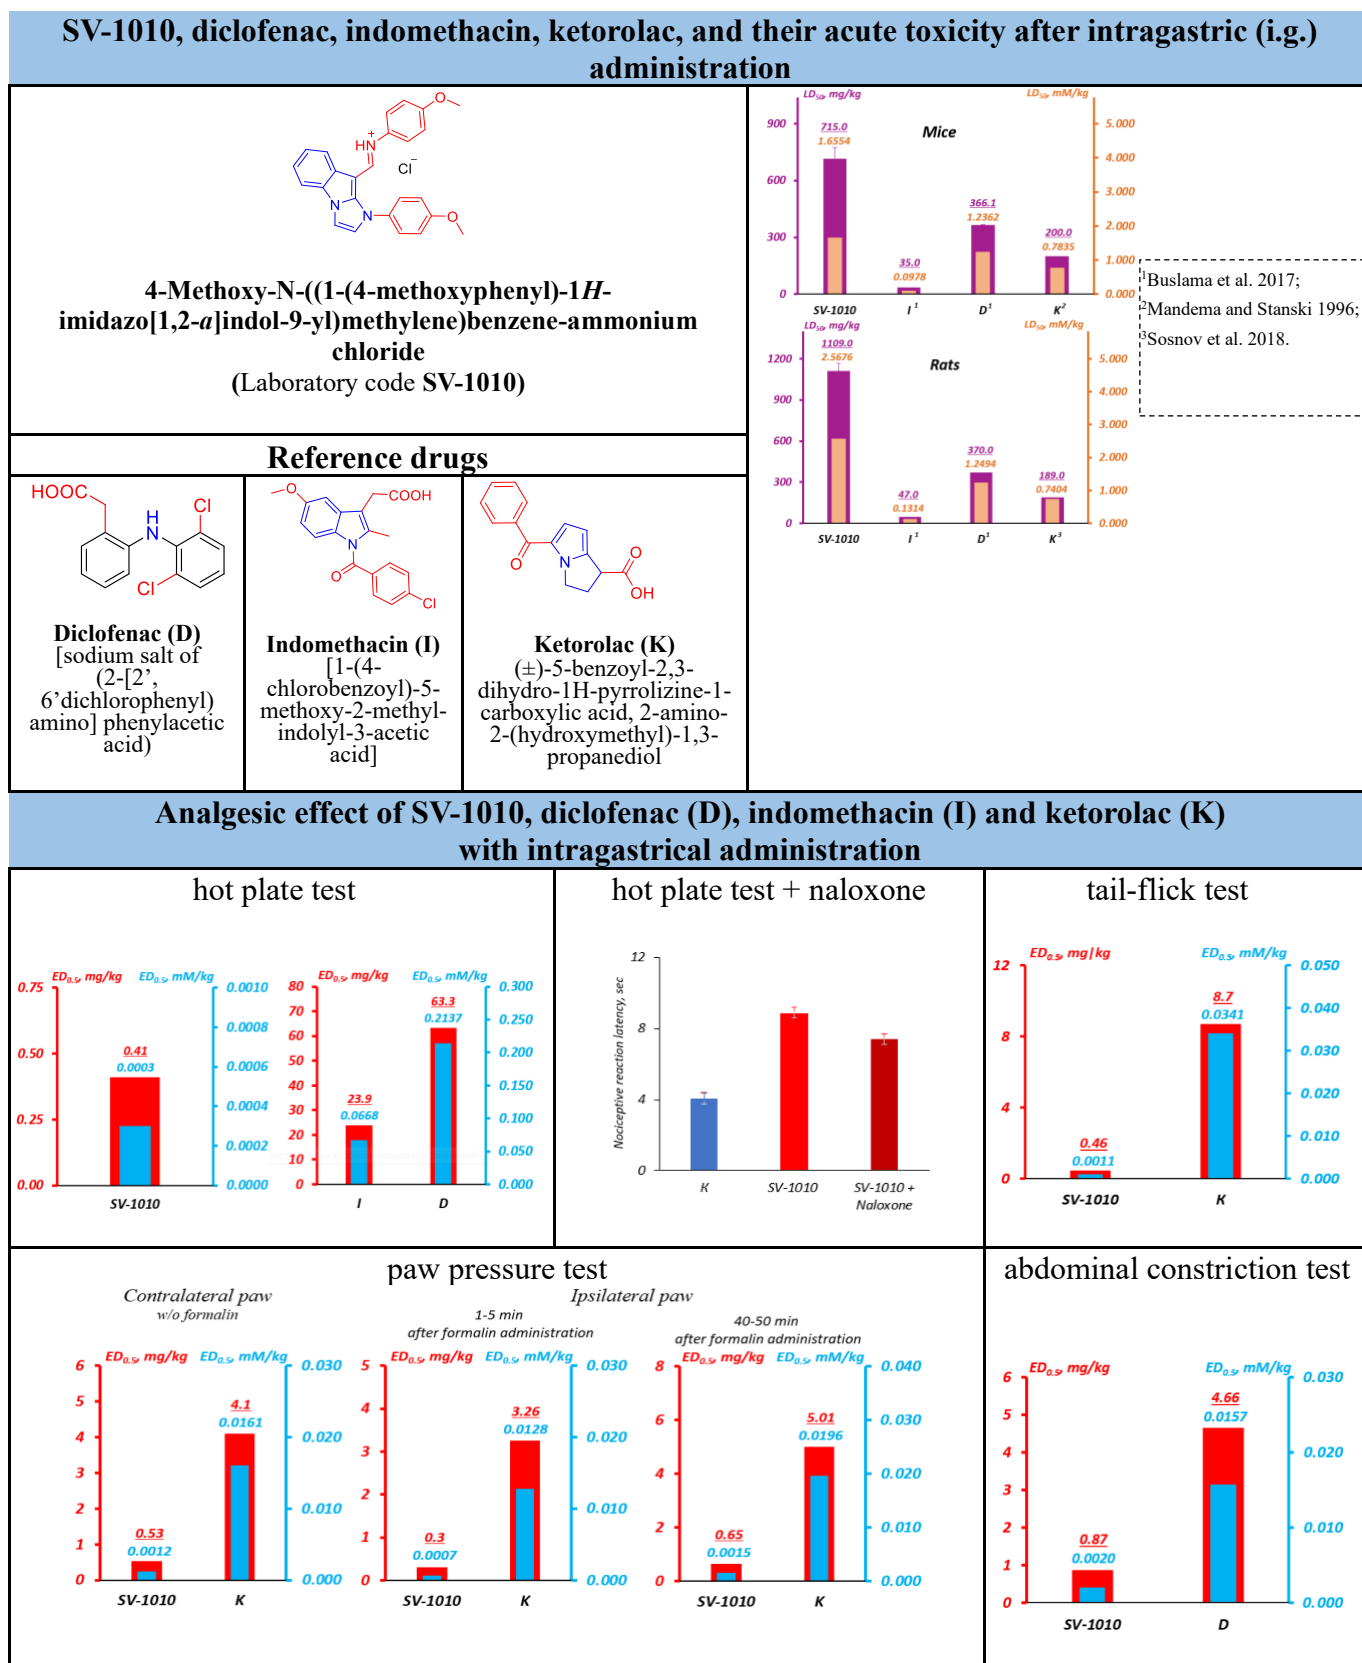 SV-1010, diclofenac, indomethacin, ketorolac, and their acute toxicity after intragastric (i.g.)
administration
O
+
HN
Cl−
N
N
O
4-Methoxy-N-((1-(4-methoxyphenyl)-1H-
imidazo[1,2-a]indol-9-yl)methylene)benzene-ammonium
chloride
(Laboratory code SV-1010)
LD50, mg/kg
LD50, mM/kg
Mice
900
600
300
0
715.0
1.6554
35.0
0.0978
366.1
1.2362
200.0
0.7835
5.000
4.000
3.000
2.000
1.000
0.000
SV-1010
I 1
D1
K2
LD50, mg/kg
LD50, mM/kg
Rats
1200
900
600
300
0
1109.0
2.5676
47.0
0.1314
370.0
1.2494
189.0
0.7404
5.000
4.000
3.000
2.000
1.000
0.000
SV-1010
I 1
D1
K3
1Buslama et al. 2017;
2Mandema and Stanski 1996;
3Sosnov et al. 2018.
Reference drugs
HOOC
H
N
Cl
Cl
Diclofenac (D)
[sodium salt of
(2-[2’,
6’dichlorophenyl)
amino] phenylacetic
acid)
O
COOH
N
O
Cl
Indomethacin (I)
[1-(4-
chlorobenzoyl)-5-
methoxy-2-methyl-
indolyl-3-acetic
acid]
O
N
O
OH
Ketorolac (K)
(±)-5-benzoyl-2,3-
dihydro-1H-pyrrolizine-1-
carboxylic acid, 2-amino-
2-(hydroxymethyl)-1,3-
propanediol
Analgesic effect of SV-1010, diclofenac (D), indomethacin (I) and ketorolac (K)
with intragastrical administration
hot plate test
ED0.5, mg/kg
ED0.5, mM/kg
0.75
0.50
0.25
0.00
0.41
0.0003
0.0010
0.0008
0.0006
0.0004
0.0002
0.0000
SV-1010
ED0.5, mg/kg
ED0.5, mM/kg
80
70
60
50
40
30
20
10
0
23.9
0.0668
63.3
0.2137
0.300
0.250
0.200
0.150
0.100
0.050
0.000
I
D
hot plate test + naloxone
Nociceptive reaction latency, sec
12
8
4
0
K
SV-1010
SV-1010 +
Naloxone
tail-flick test
ED0.5, mg|kg
ED0.5, mM/kg
12
8
4
0
0.46
0.0011
8.7
0.0341
0.050
0.040
0.030
0.020
0.010
0.000
SV-1010
K
paw pressure test
Contralateral paw
w/o formalin
ED0.5, mg/kg
ED0.5, mM/kg
6
5
4
3
2
1
0
0.53
0.0012
4.1
0.0161
0.030
0.020
0.010
0.000
SV-1010
K
Ipsilateral paw
1-5 min
after formalin administration
ED0.5, mg/kg
ED0.5, mM/kg
5
4
3
2
1
0
0.3
0.0007
3.26
0.0128
0.030
0.020
0.010
0.000
SV-1010
K
40-50 min
after formalin administration
ED0.5, mg/kg
ED0.5, mM/kg
8
6
4
2
0
0.65
0.0015
5.01
0.0196
0.040
0.030
0.020
0.010
0.000
SV-1010
K
abdominal constriction test
ED0.5, mg/kg
ED0.5, mM/kg
6
5
4
3
2
1
0
0.87
0.0020
4.66
0.0157
0.030
0.020
0.010
0.000
SV-1010
D